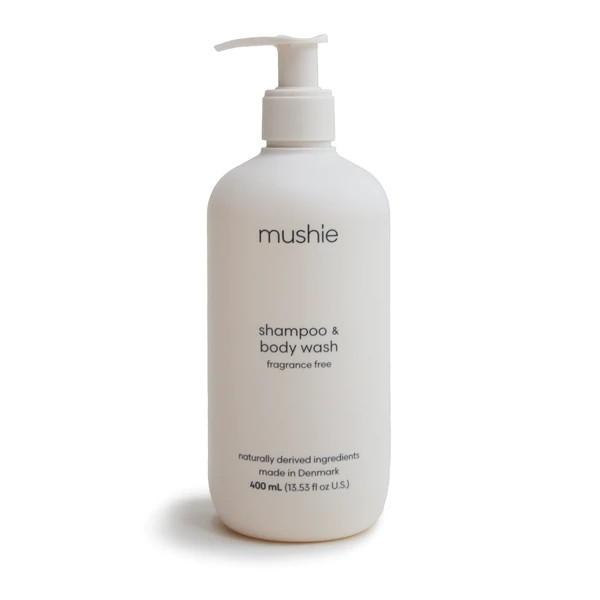 mushie
shampoo &
body wash
fragrance free
naturally derived ingredients
made in Denmark
400 mL (13.53 fl oz U.S.)